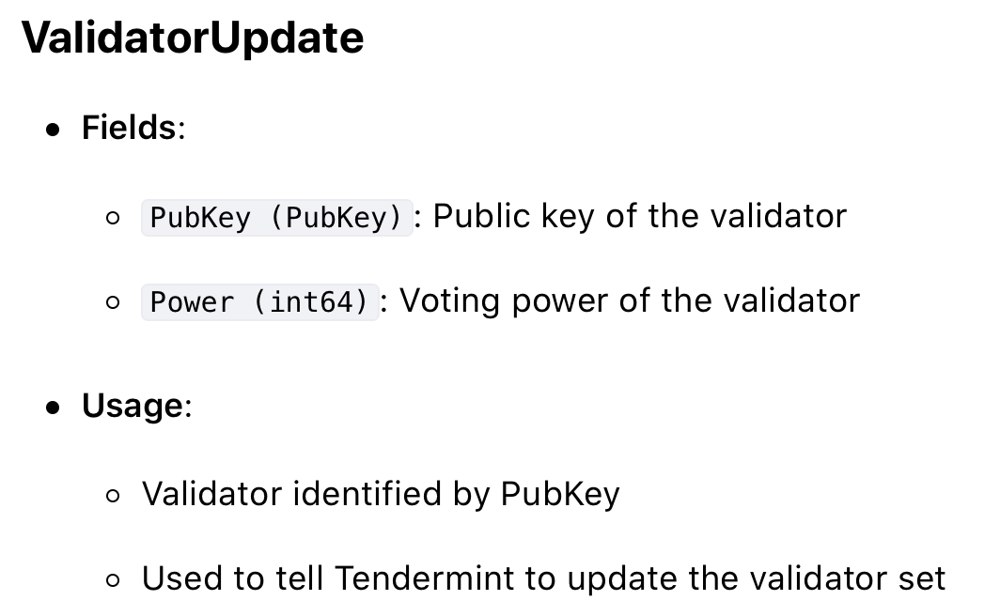 ValidatorUpdate
Fields:
PubKey (PubKey): Public key of the validator
Power (int64): Voting power of the validator
Usage:
Validator identified by PubKey
Used to tell Tendermint to update the validator set